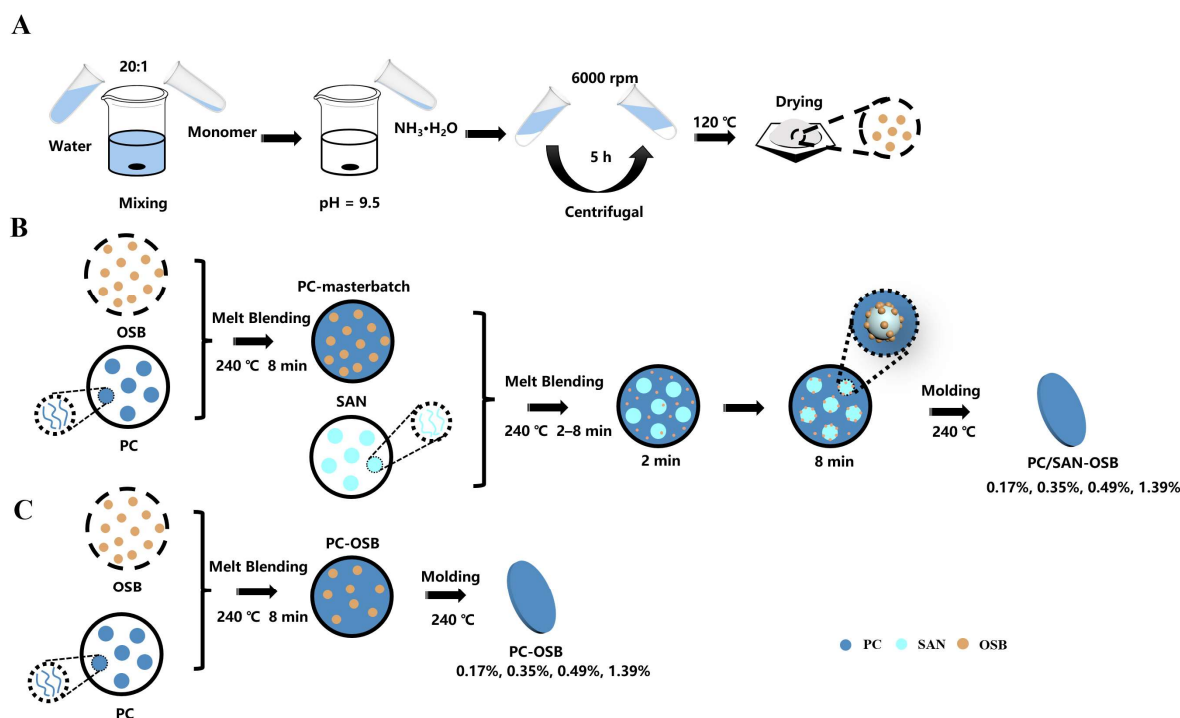 A
20:1
Water
Monomer
Mixing
NH₃•H₂O
pH = 9.5
6000 rpm
5 h
Centrifugal
120 ℃
Drying
B
OSB
PC
Melt Blending
240 ℃ 8 min
PC-masterbatch
SAN
Melt Blending
240 ℃ 2–8 min
2 min
8 min
Molding
240 ℃
PC/SAN-OSB
0.17%, 0.35%, 0.49%, 1.39%
C
OSB
PC
Melt Blending
240 ℃ 8 min
PC-OSB
Molding
240 ℃
PC-OSB
0.17%, 0.35%, 0.49%, 1.39%
PC SAN OSB